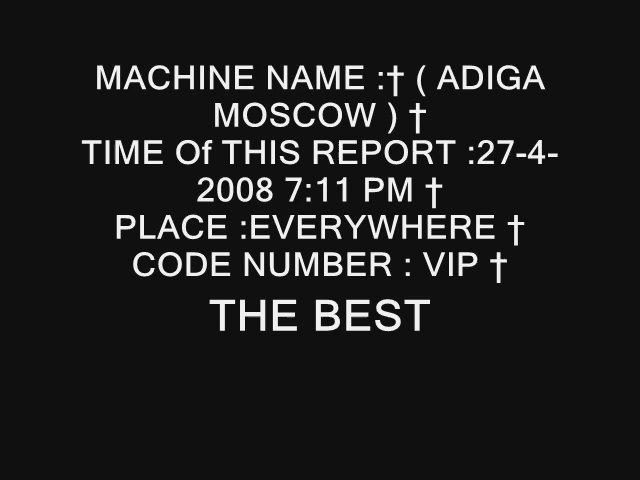 MACHINE NAME :† ( ADIGA
MOSCOW ) †
TIME Of THIS REPORT :27-4-
2008 7:11 PM †
PLACE :EVERYWHERE †
CODE NUMBER : VIP †
THE BEST